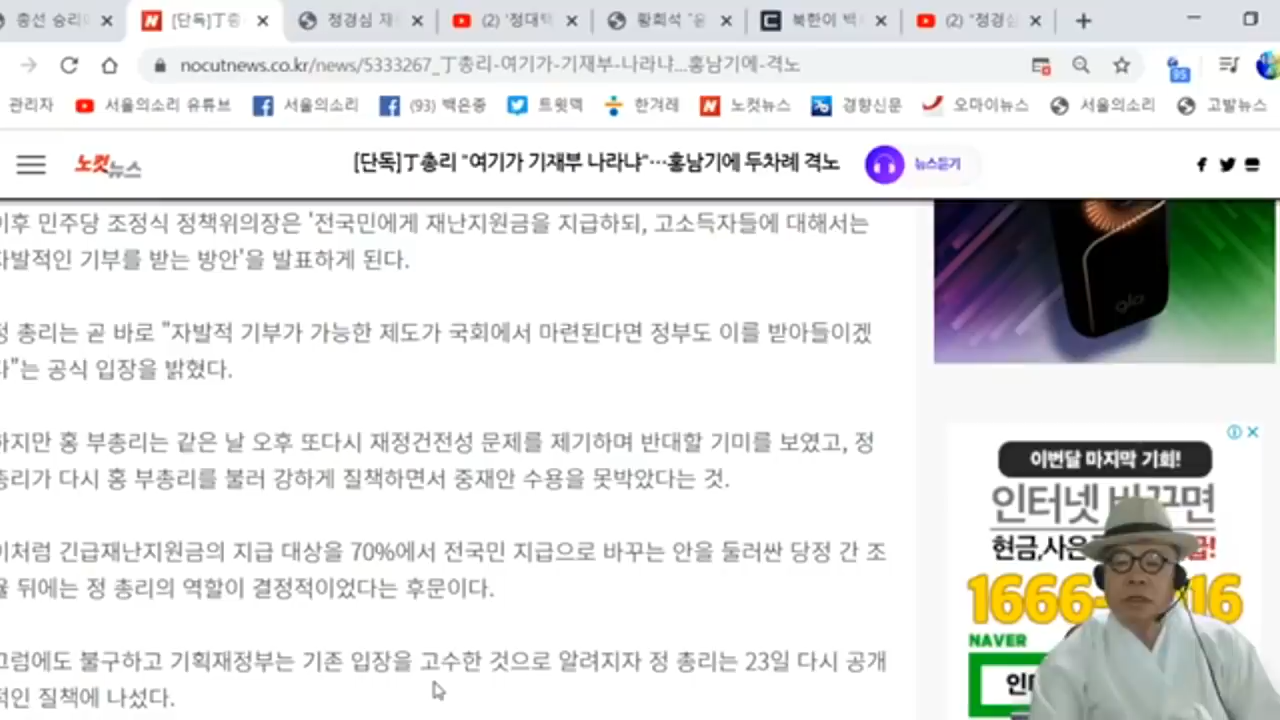 총선 승리
[단독]丁총
정경심 재
(2) '정대택
황희석 "윤
북한이 백
(2) "정경심
nocutnews.co.kr/news/5333267_丁총리-여기가-기재부-나라냐...홍남기에-격노
95
관리자 서울의소리 유튜브 서울의소리 (93) 백은종 트윗덱 한겨레 노컷뉴스 경향신문 오마이뉴스 서울의소리 고발뉴스
노컷뉴스
[단독]丁총리 "여기가 기재부 나라냐"…홍남기에 두차례 격노
뉴스듣기
이후 민주당 조정식 정책위의장은 '전국민에게 재난지원금을 지급하되, 고소득자들에 대해서는
자발적인 기부를 받는 방안'을 발표하게 된다.
정 총리는 곧 바로 "자발적 기부가 가능한 제도가 국회에서 마련된다면 정부도 이를 받아들이겠
다"는 공식 입장을 밝혔다.
하지만 홍 부총리는 같은 날 오후 또다시 재정건전성 문제를 제기하며 반대할 기미를 보였고, 정
총리가 다시 홍 부총리를 불러 강하게 질책하면서 중재안 수용을 못박았다는 것.
이처럼 긴급재난지원금의 지급 대상을 70%에서 전국민 지급으로 바꾸는 안을 둘러싼 당정 간 조
율 뒤에는 정 총리의 역할이 결정적이었다는 후문이다.
그럼에도 불구하고 기획재정부는 기존 입장을 고수한 것으로 알려지자 정 총리는 23일 다시 공개
적인 질책에 나섰다.
glo
이번달 마지막 기회!
인터넷 바꾸면
현금,사은
1666- 16
NAVER
인터